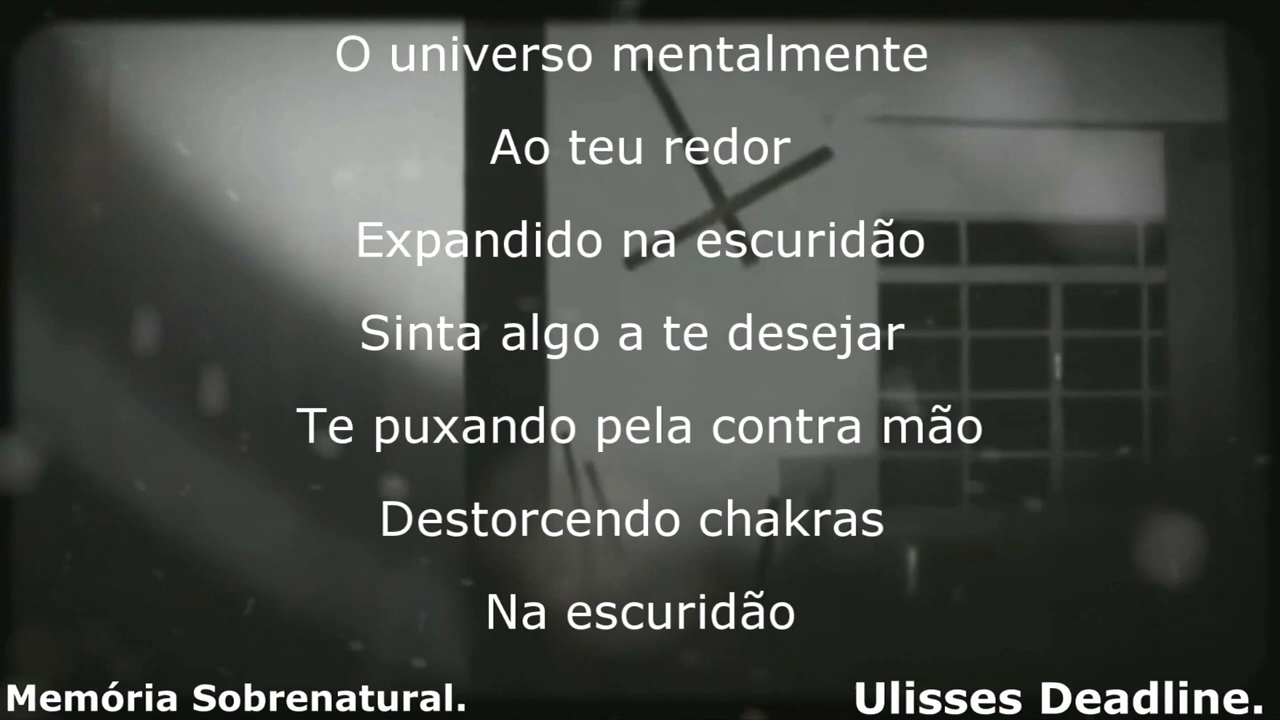 O universo mentalmente
Ao teu redor
Expandido na escuridão
Sinta algo a te desejar
Te puxando pela contra mão
Destorcendo chakras
Na escuridão
Memória Sobrenatural.
Ulisses Deadline.